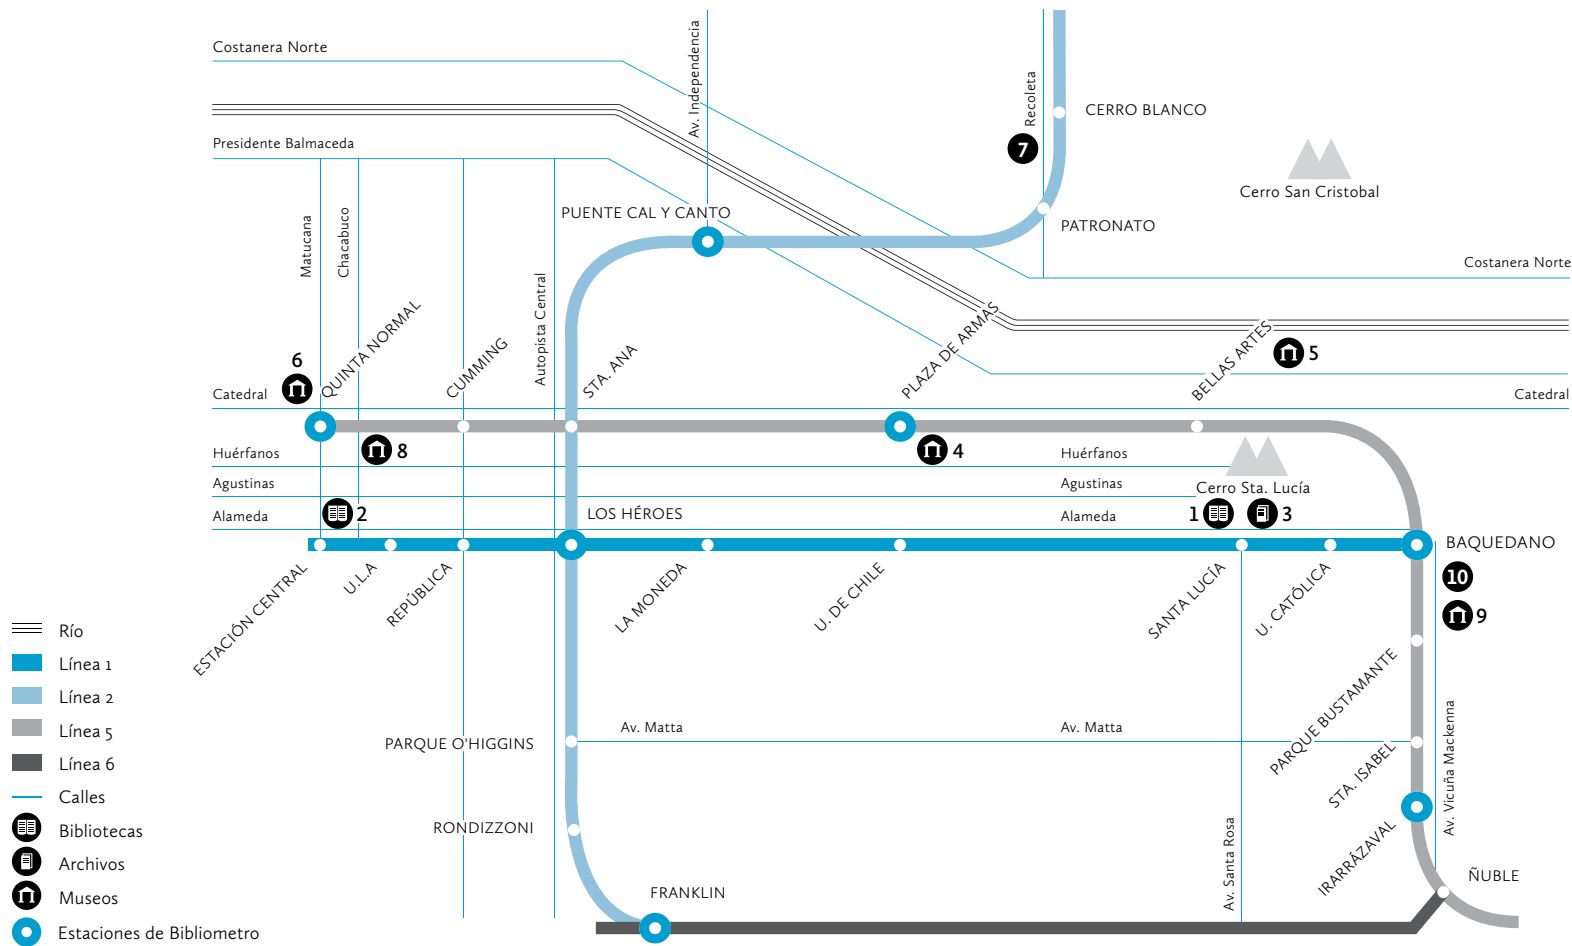 Costanera Norte
Av. Independencia
Recoleta
CERRO BLANCO
7
Presidente Balmaceda
Cerro San Cristobal
PUENTE CAL Y CANTO
PATRONATO
Matucana
Chacabuco
Autopista Central
Costanera Norte
6
QUINTA NORMAL
CUMMING
STA. ANA
PLAZA DE ARMAS
BELLAS ARTES
5
Catedral
Catedral
8
4
Huérfanos
Huérfanos
Agustinas
Agustinas
Cerro Sta. Lucía
Alameda
2
LOS HÉROES
Alameda
1
3
BAQUEDANO
ESTACIÓN CENTRAL
U.L.A
REPÚBLICA
LA MONEDA
U. DE CHILE
SANTA LUCÍA
U. CATÓLICA
10
9
PARQUE BUSTAMANTE
Av. Matta
Av. Matta
PARQUE O'HIGGINS
STA. ISABEL
Av. Vicuña Mackenna
RONDIZZONI
Av. Santa Rosa
IRARRÁZAVAL
FRANKLIN
ÑUBLE
Río
Línea 1
Línea 2
Línea 5
Línea 6
Calles
Bibliotecas
Archivos
Museos
Estaciones de Bibliometro